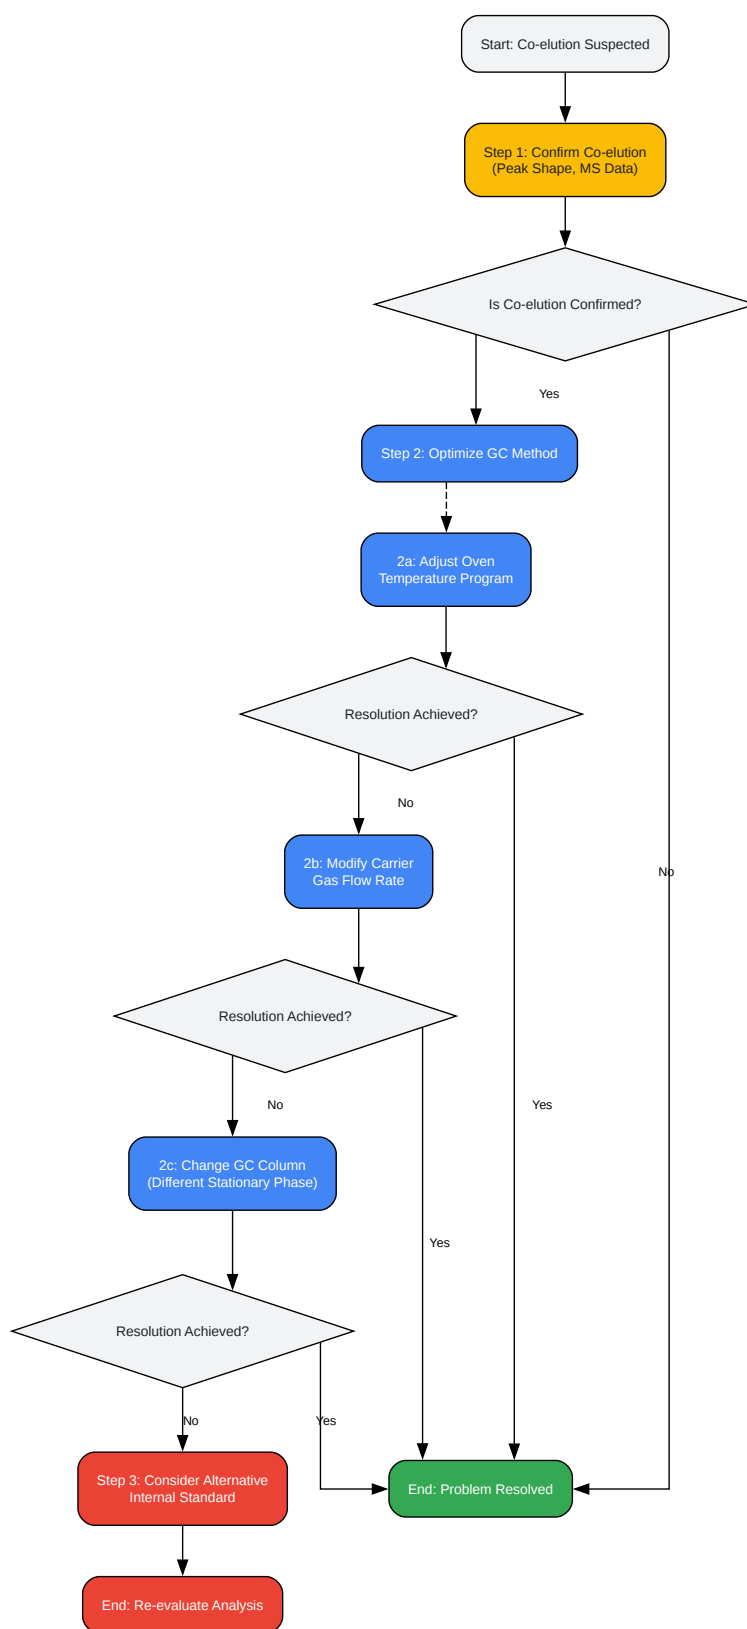 Start: Co-elution Suspected
Step 1: Confirm Co-elution
(Peak Shape, MS Data)
Is Co-elution Confirmed?
Yes
Step 2: Optimize GC Method
2a: Adjust Oven
Temperature Program
Resolution Achieved?
No
2b: Modify Carrier
Gas Flow Rate
No
Resolution Achieved?
No
Yes
2c: Change GC Column
(Different Stationary Phase)
Yes
Resolution Achieved?
No
Yes
Step 3: Consider Alternative
Internal Standard
End: Problem Resolved
End: Re-evaluate Analysis